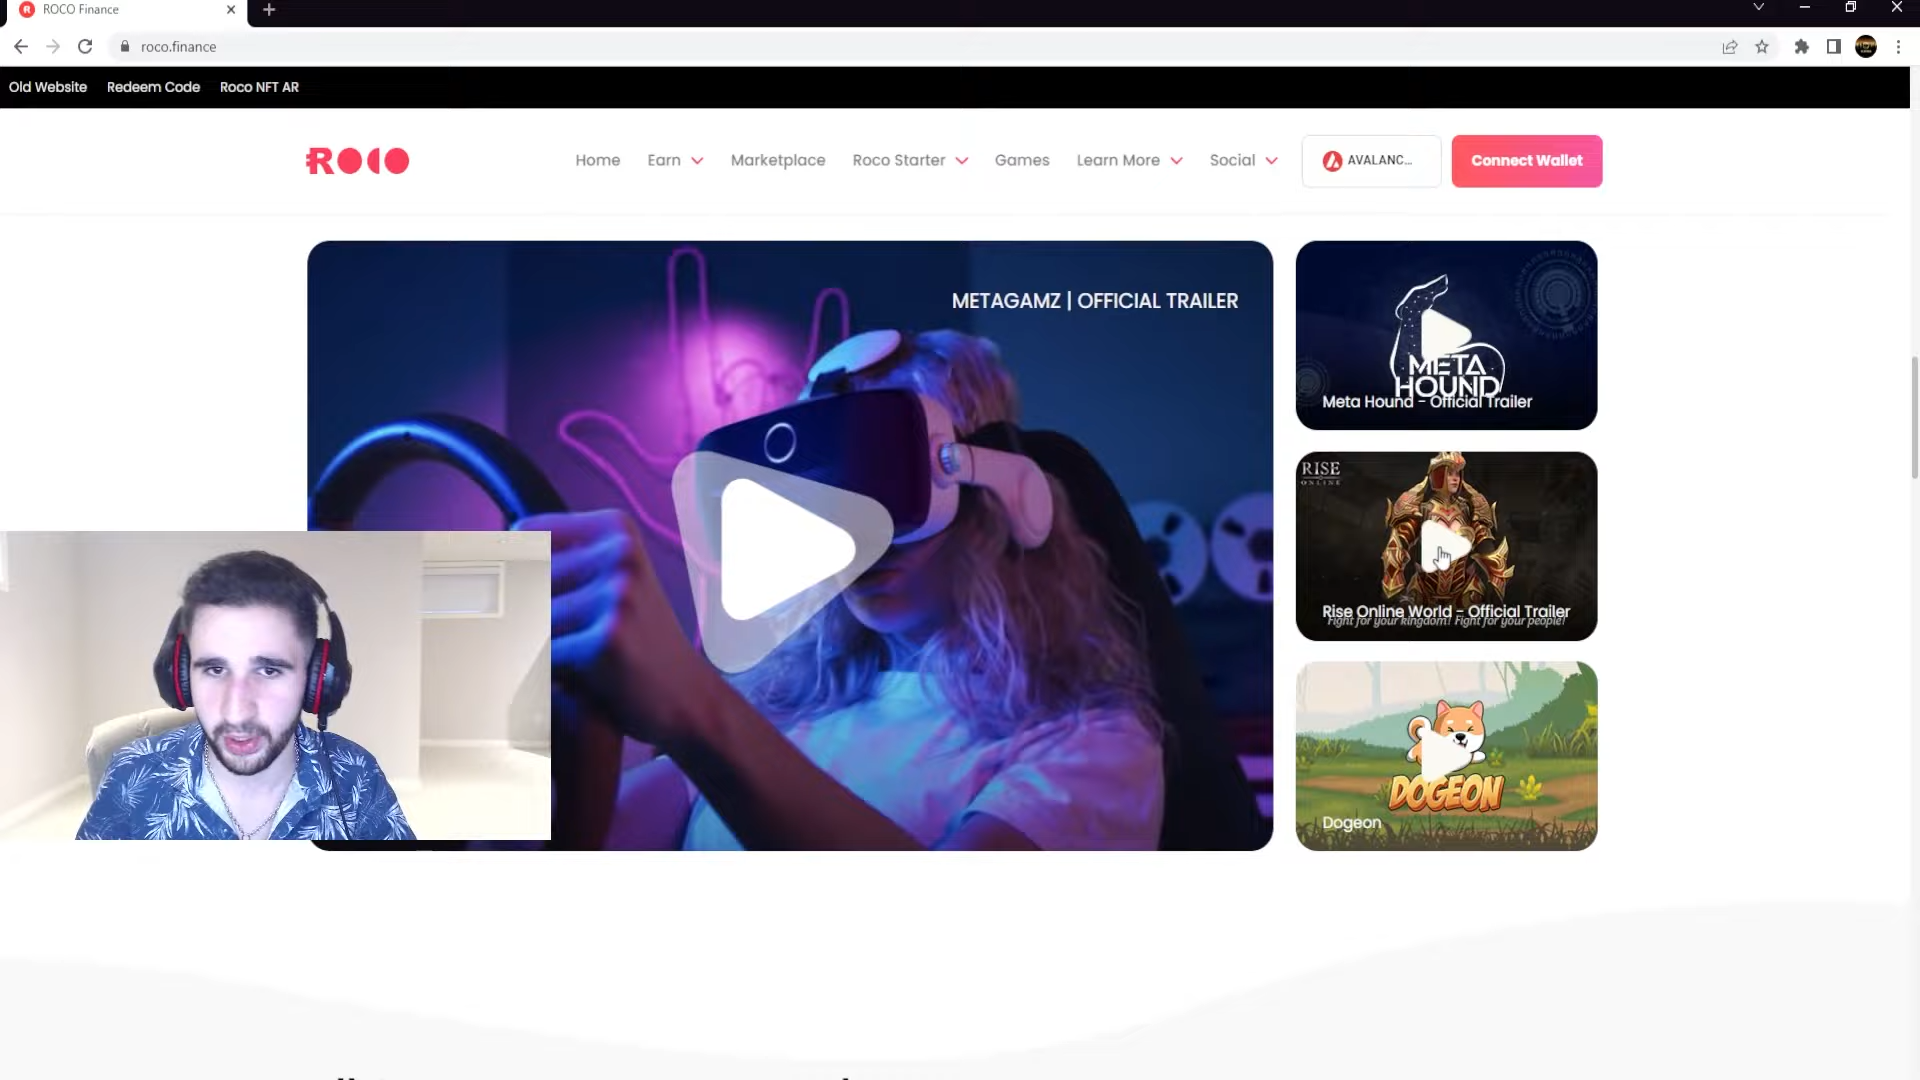 ROCO Finance
roco.finance
Old Website Redeem Code Roco NFT AR
ROCO
Home Earn Marketplace Roco Starter Games Learn More Social AVALANC... Connect Wallet
METAGAMZ | OFFICIAL TRAILER
META
HOUND
Meta Hound - Official Trailer
RISE
ONLINE
Rise Online World - Official Trailer
Fight for your kingdom! Fight for your people!
DOGEON
Dogeon